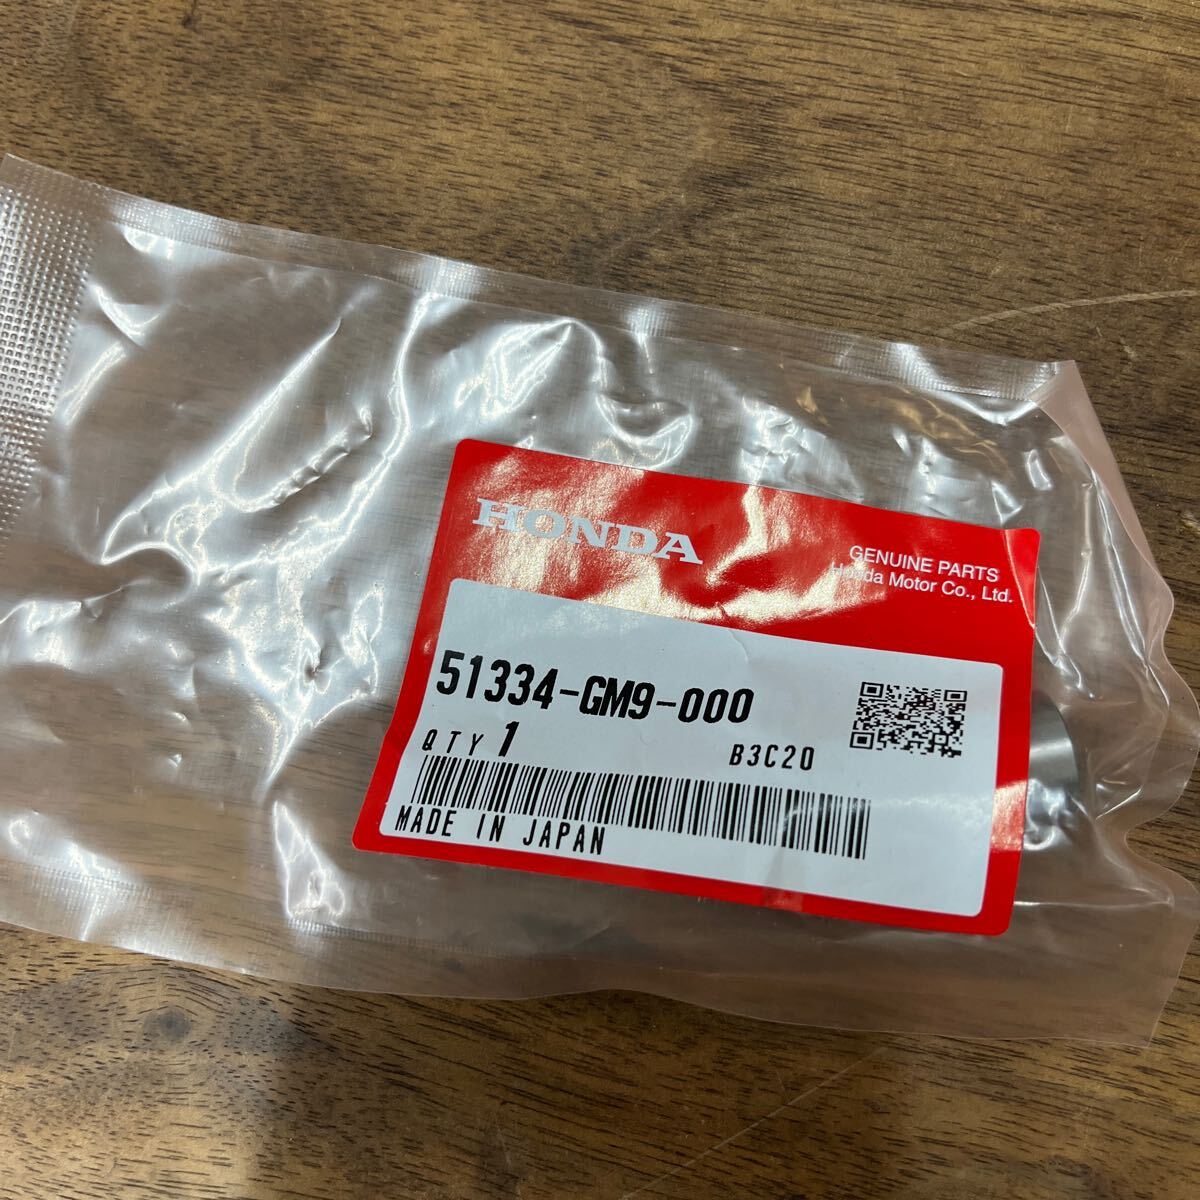 HONDA
GENUINE PARTS
Honda Motor Co., Ltd.
51334-GM9-000
QTY 1
B3C20
MADE IN JAPAN